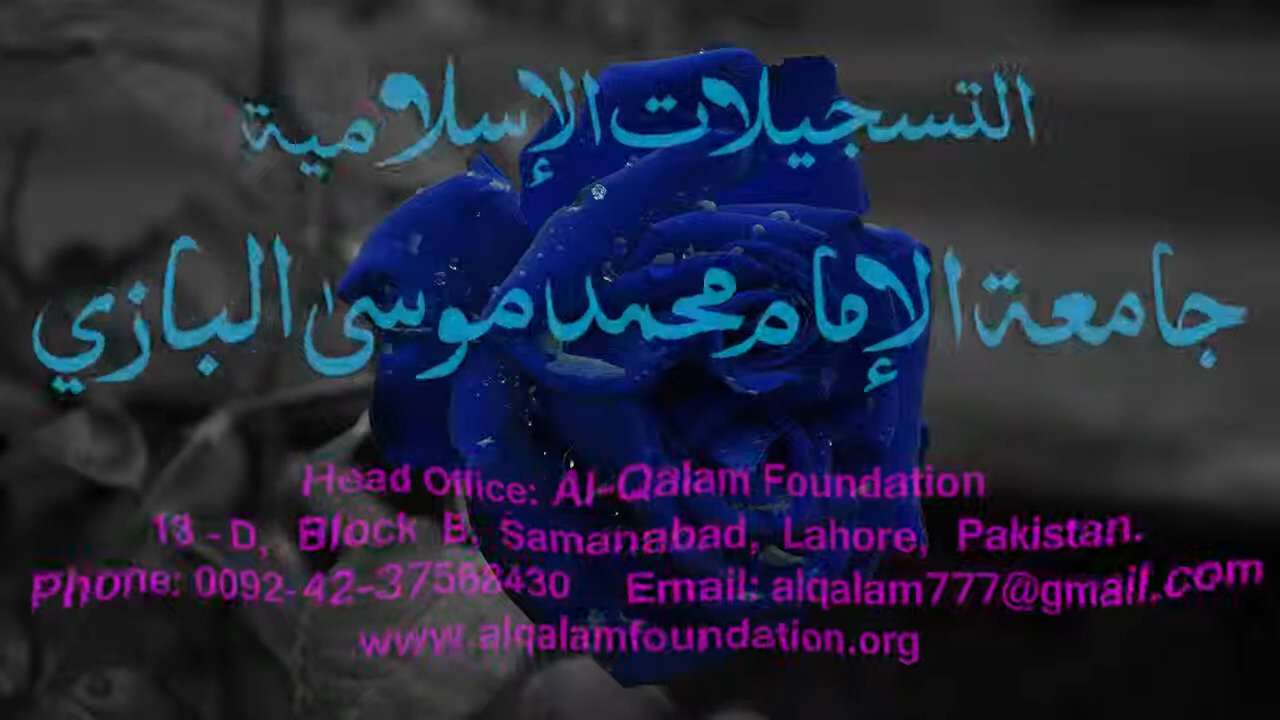 التسجيلات الإسلامية
جامعة الإمام محمد موسى البازي
Head Office: Al-Qalam Foundation
13 - D, Block B, Samanabad, Lahore, Pakistan.
Phone: 0092-42-37568430 Email: alqalam777@gmail.com
www.alqalamfoundation.org